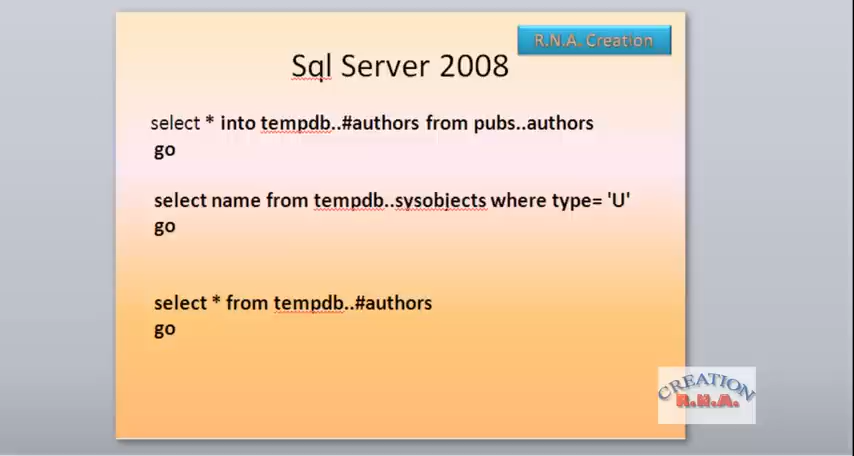 R.N.A. Creation
Sql Server 2008
select * into tempdb..#authors from pubs..authors
go
select name from tempdb..sysobjects where type= 'U'
go
select * from tempdb..#authors
go
CREATION
R.N.A.